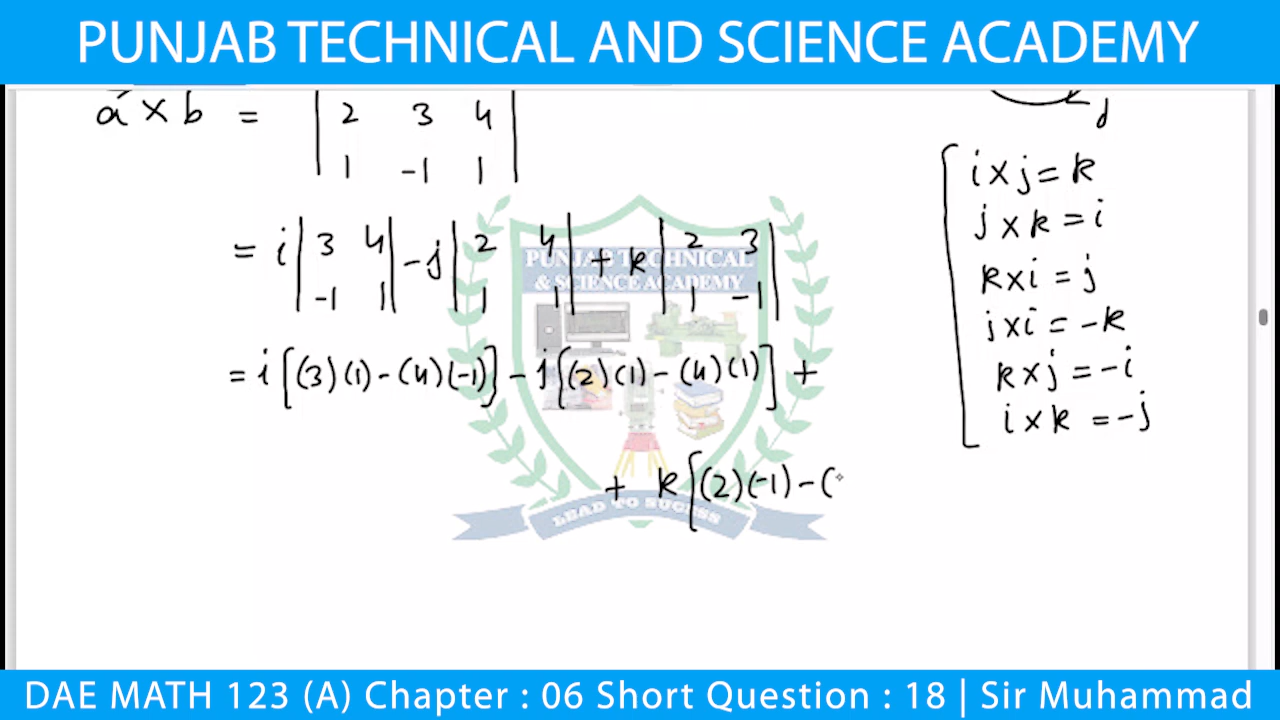 PUNJAB TECHNICAL AND SCIENCE ACADEMY
a⃗ × b = | 2 3 4 |
| 1 -1 1 |
= i | 3 4 | - j | 2 4 | + k | 2 3 |
| -1 1 | | 1 1 | | 1 -1 |
= i [(3)(1) - (4)(-1)] - j [(2)(1) - (4)(1)] +
+ k [(2)(-1) - (
j
i × j = k
j × k = i
k × i = j
j × i = -k
k × j = -i
i × k = -j
PUNJAB TECHNICAL
& SCIENCE ACADEMY
LEAD TO SUCCESS
DAE MATH 123 (A) Chapter : 06 Short Question : 18 | Sir Muhammad